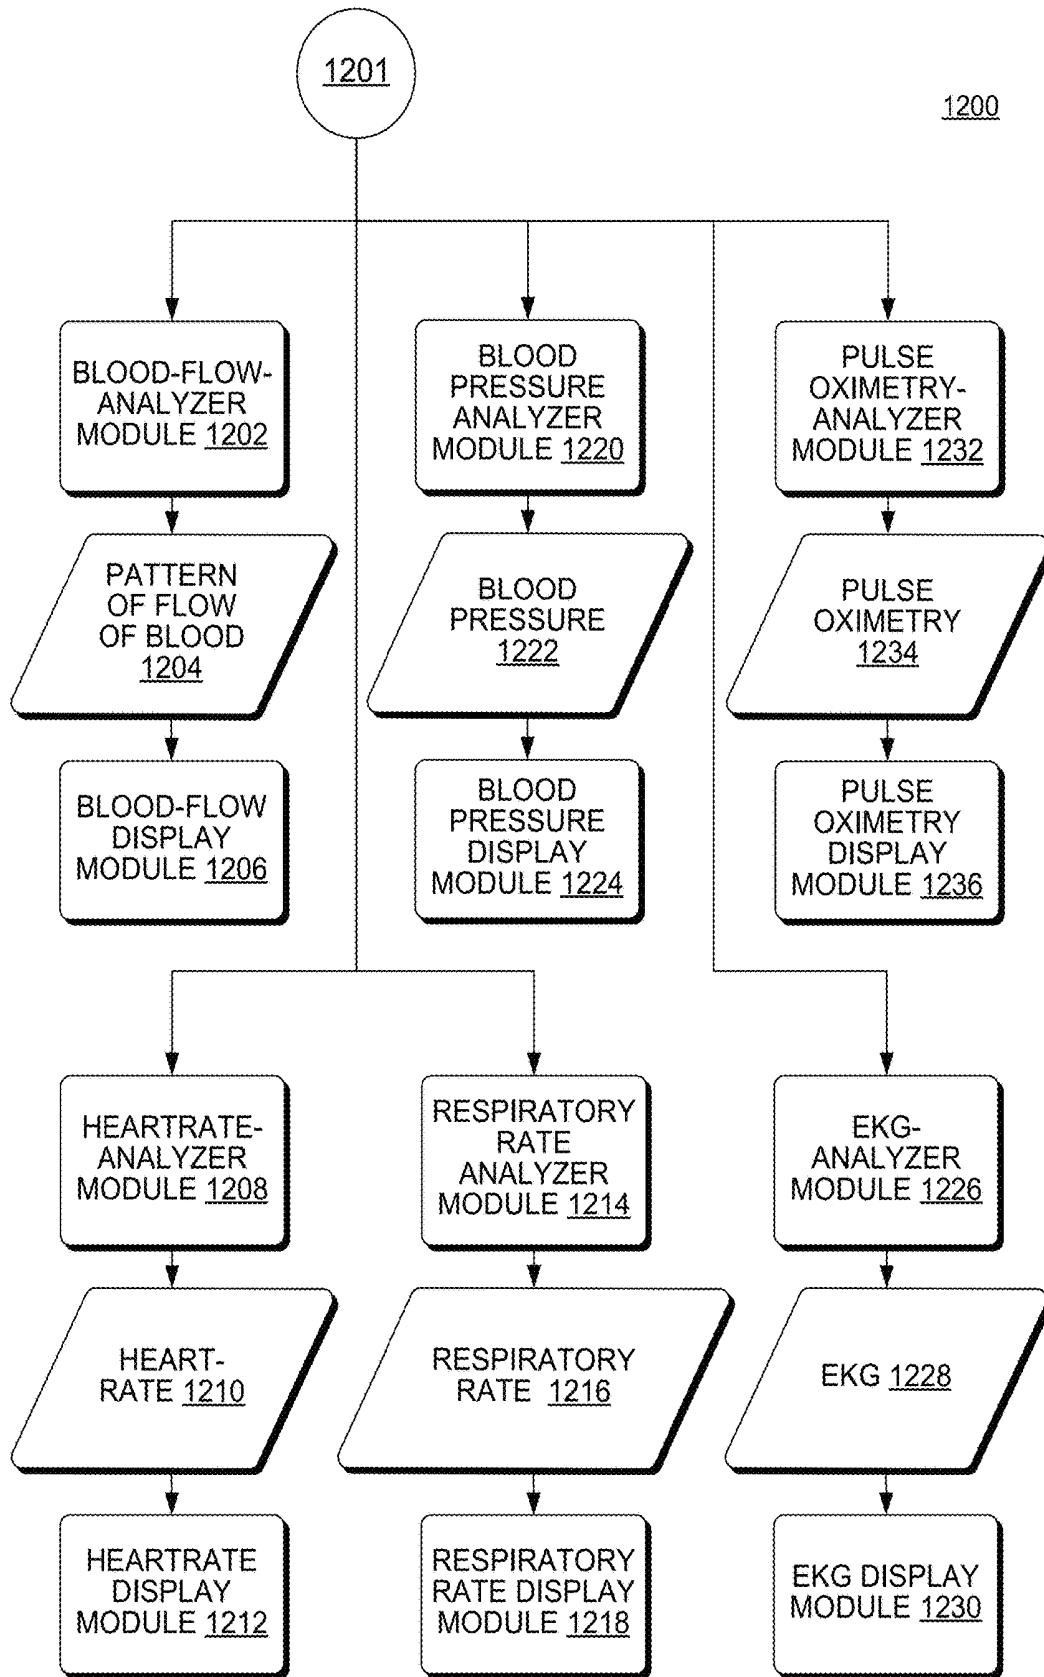 1201
1200
BLOOD-FLOW-
ANALYZER
MODULE 1202
BLOOD
PRESSURE
ANALYZER
MODULE 1220
PULSE
OXIMETRY-
ANALYZER
MODULE 1232
PATTERN
OF FLOW
OF BLOOD
1204
BLOOD
PRESSURE
1222
PULSE
OXIMETRY
1234
BLOOD-FLOW
DISPLAY
MODULE 1206
BLOOD
PRESSURE
DISPLAY
MODULE 1224
PULSE
OXIMETRY
DISPLAY
MODULE 1236
HEARTRATE-
ANALYZER
MODULE 1208
RESPIRATORY
RATE
ANALYZER
MODULE 1214
EKG-
ANALYZER
MODULE 1226
HEART-
RATE 1210
RESPIRATORY
RATE 1216
EKG 1228
HEARTRATE
DISPLAY
MODULE 1212
RESPIRATORY
RATE DISPLAY
MODULE 1218
EKG DISPLAY
MODULE 1230